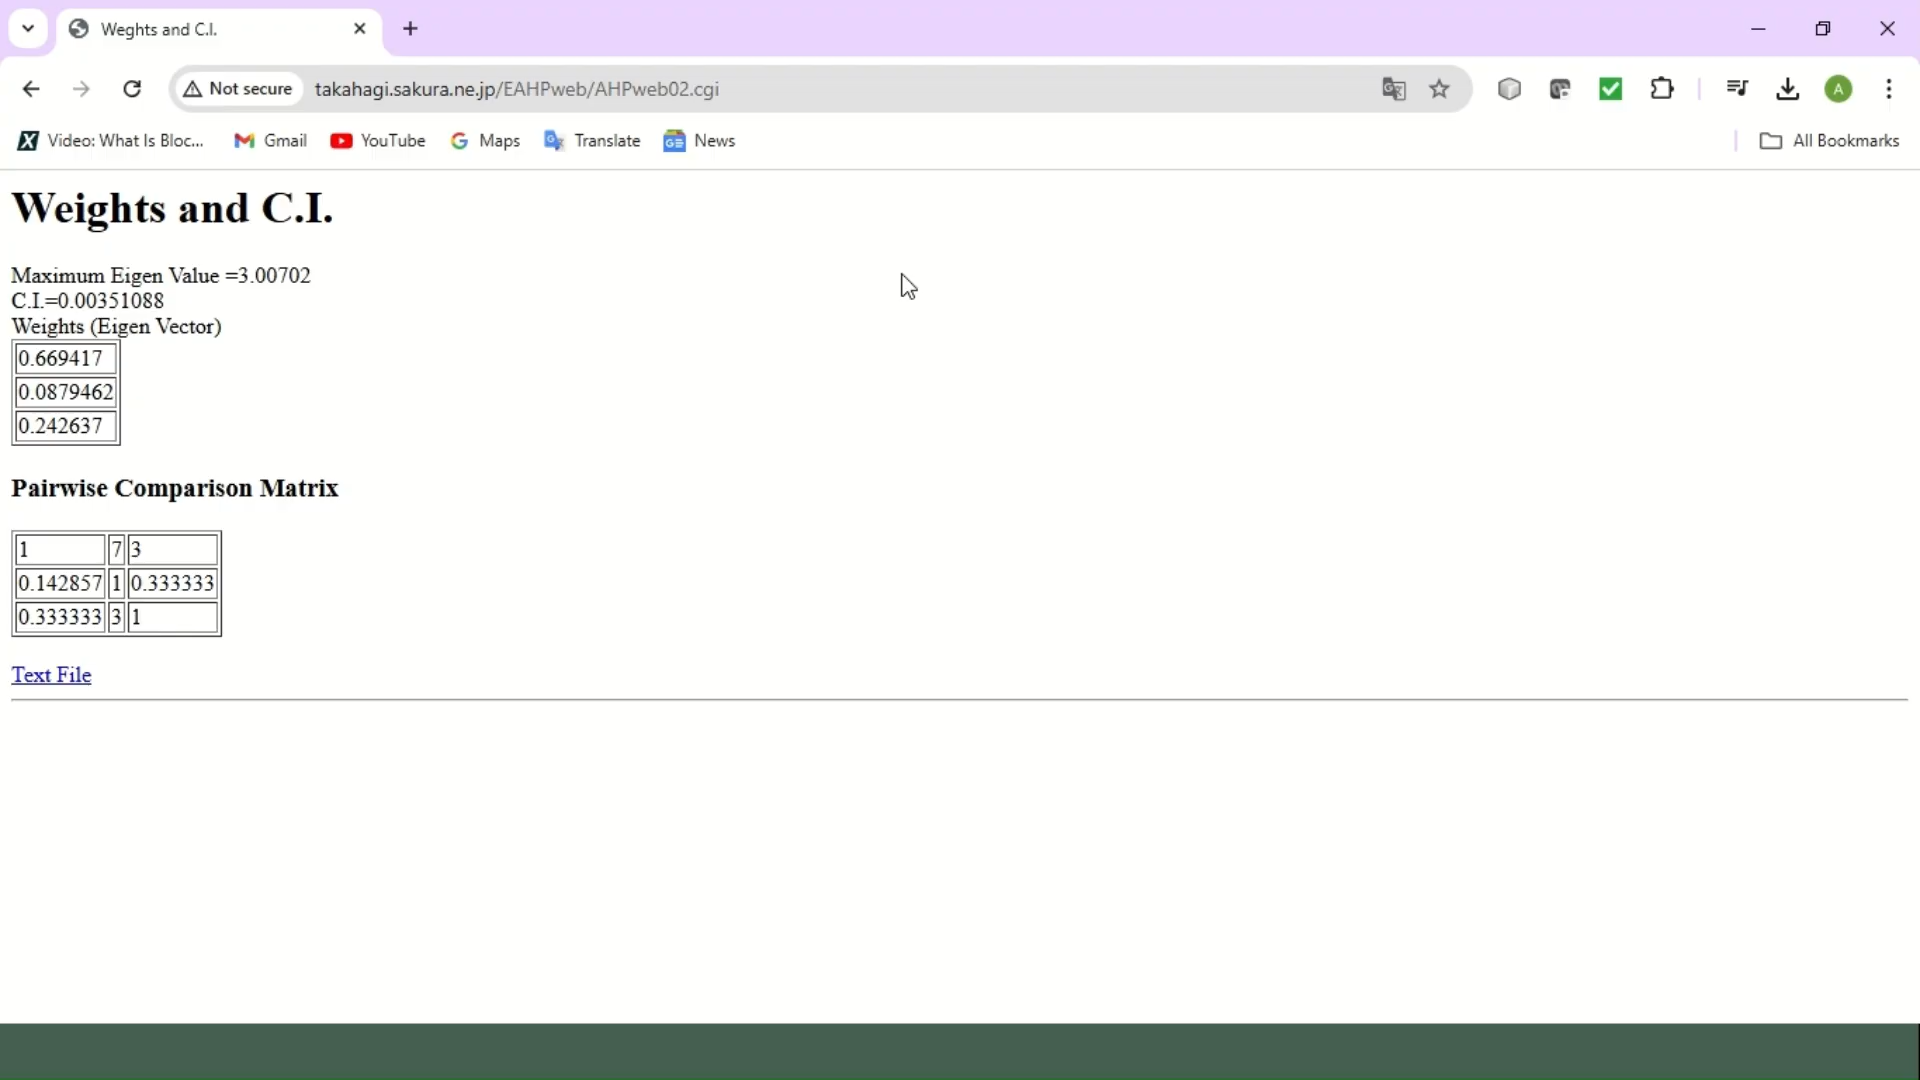 Weghts and C.I.
Not secure takahagi.sakura.ne.jp/EAHPweb/AHPweb02.cgi A
Video: What Is Bloc... Gmail YouTube Maps Translate News All Bookmarks
Weights and C.I.
Maximum Eigen Value =3.00702
C.I.=0.00351088
Weights (Eigen Vector)
0.669417
0.0879462
0.242637
Pairwise Comparison Matrix
1 7 3
0.142857 1 0.333333
0.333333 3 1
Text File